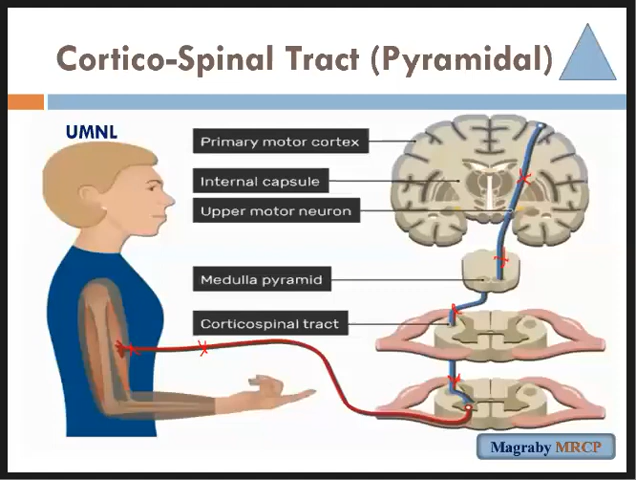 Cortico-Spinal Tract (Pyramidal)
UMNL
Primary motor cortex
Internal capsule
Upper motor neuron
Medulla pyramid
Corticospinal tract
Magraby MRCP